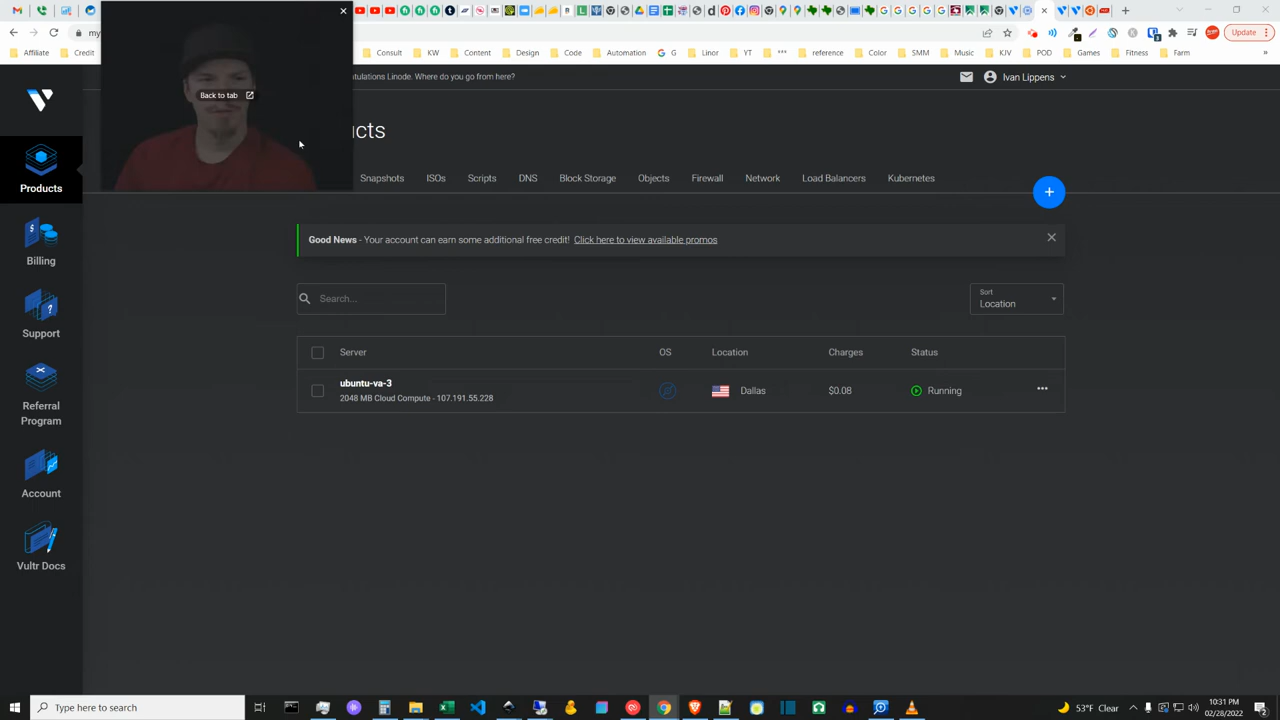 Update
Affiliate
Credit
Consult
KW
Content
Design
Code
Automation
G
Linor
YT
***
reference
Color
SMM
Music
KJV
POD
Games
Fitness
Farm
»
my
Back to tab
tulations Linode. Where do you go from here?
Ivan Lippens
ucts
Snapshots
ISOs
Scripts
DNS
Block Storage
Objects
Firewall
Network
Load Balancers
Kubernetes
Products
Billing
Support
Referral
Program
Account
Vultr Docs
Good News - Your account can earn some additional free credit! Click here to view available promos
Search...
Sort
Location
Server
OS
Location
Charges
Status
ubuntu-va-3
2048 MB Cloud Compute - 107.191.55.228
Dallas
$0.08
Running
Type here to search
53°F Clear
10:31 PM
02/28/2022